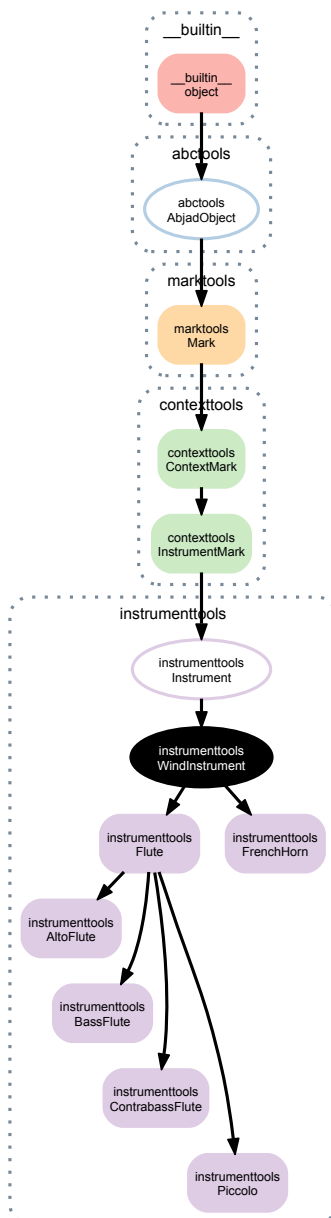 __builtin__
__builtin__
object
abctools
abctools
AbjadObject
marktools
marktools
Mark
contexttools
contexttools
ContextMark
contexttools
InstrumentMark
instrumenttools
instrumenttools
Instrument
instrumenttools
WindInstrument
instrumenttools
Flute
instrumenttools
FrenchHorn
instrumenttools
AltoFlute
instrumenttools
BassFlute
instrumenttools
ContrabassFlute
instrumenttools
Piccolo